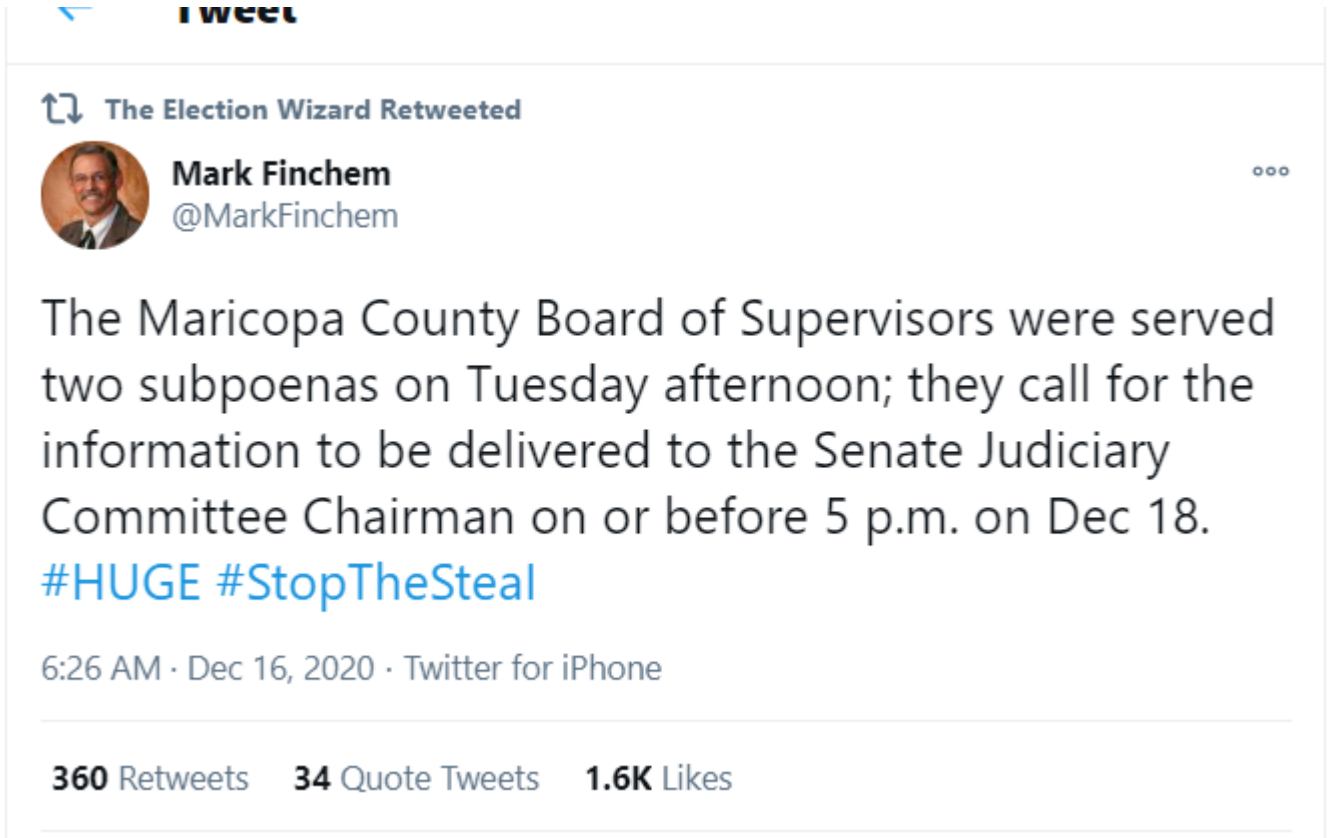 Tweet
The Election Wizard Retweeted
Mark Finchem
@MarkFinchem
The Maricopa County Board of Supervisors were served
two subpoenas on Tuesday afternoon; they call for the
information to be delivered to the Senate Judiciary
Committee Chairman on or before 5 p.m. on Dec 18.
#HUGE #StopTheSteal
6:26 AM · Dec 16, 2020 · Twitter for iPhone
360 Retweets 34 Quote Tweets 1.6K Likes